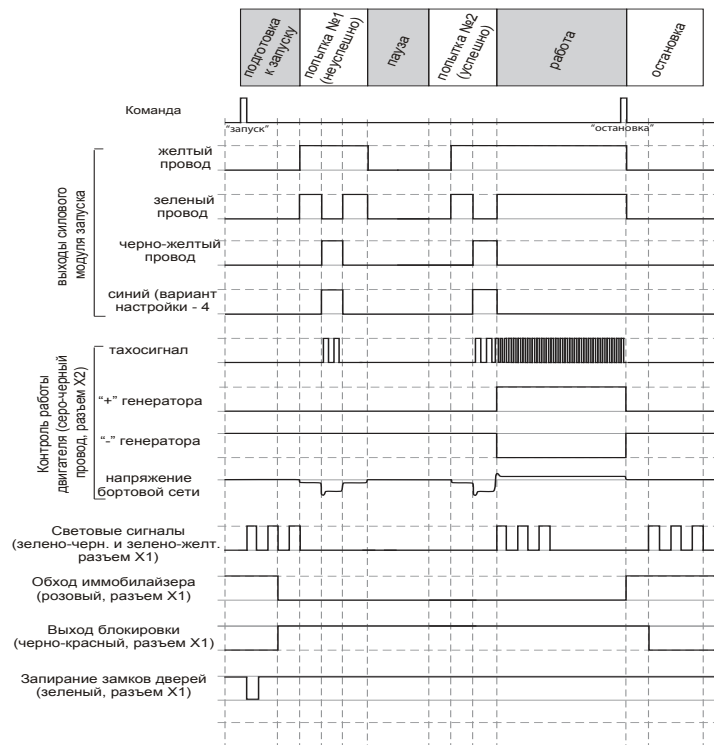 подготовка
к запуску
попытка №1
(неуспешно)
пауза
попытка №2
(успешно)
работа
остановка
Команда
"запуск"
"остановка"
выходы силового
модуля запуска
желтый
провод
зеленый
провод
черно-желтый
провод
синий (вариант
настройки - 4
Контроль работы
двигателя (серо-черный
провод, разъем X2)
тахосигнал
"+" генератора
"-" генератора
напряжение
бортовой сети
Световые сигналы
(зелено-черн. и зелено-желт.
разъем X1)
Обход иммобилайзера
(розовый, разъем X1)
Выход блокировки
(черно-красный, разъем X1)
Запирание замков дверей
(зеленый, разъем X1)